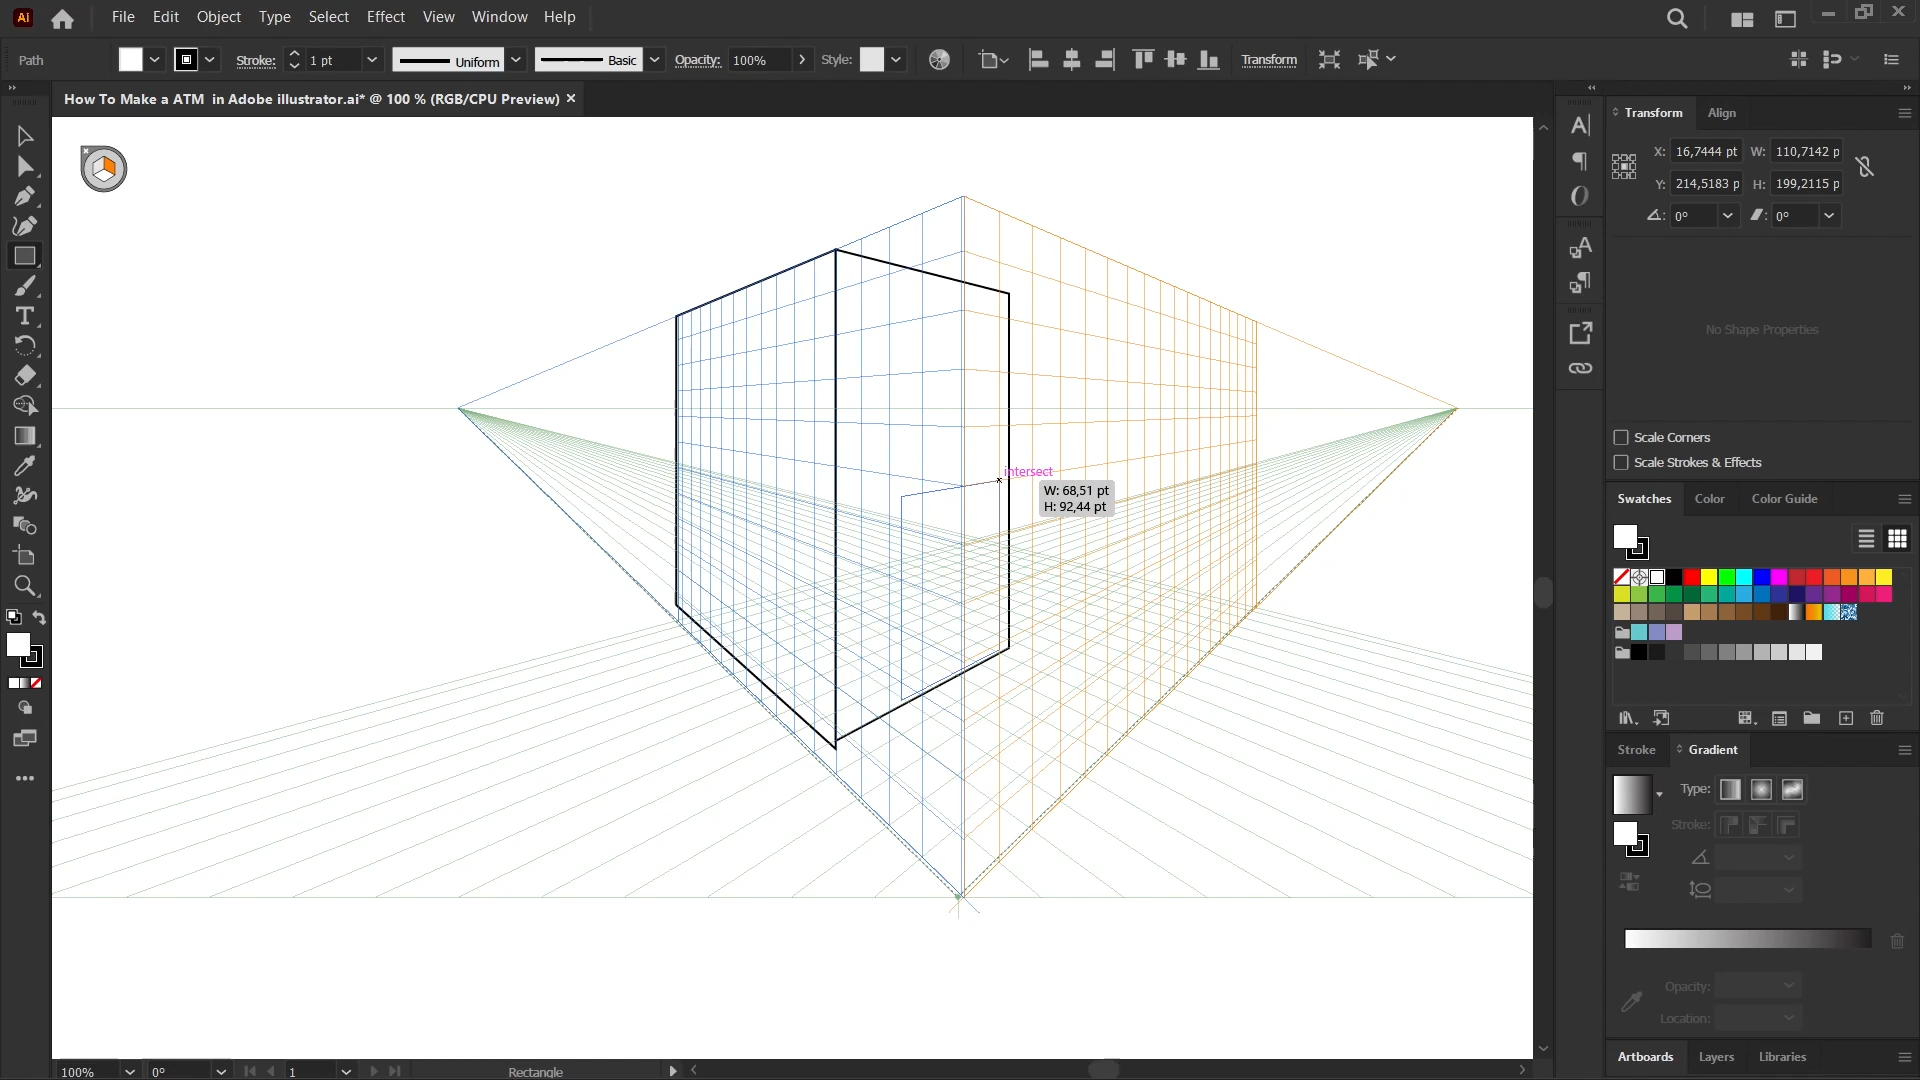 Ai
File Edit Object Type Select Effect View Window Help
Path
Stroke: 1 pt Uniform Basic Opacity: 100% Style: Transform
How To Make a ATM in Adobe illustrator.ai* @ 100 % (RGB/CPU Preview)
Transform Align
X: 16,7444 pt W: 110,7142 p
Y: 214,5183 p H: 199,2115 p
0° 0°
No Shape Properties
Scale Corners
Scale Strokes & Effects
intersect
W: 68,51 pt
H: 92,44 pt
Swatches Color Color Guide
Stroke Gradient
Type:
Stroke:
Opacity:
Location:
Artboards Layers Libraries
100% 0° 1 Rectangle